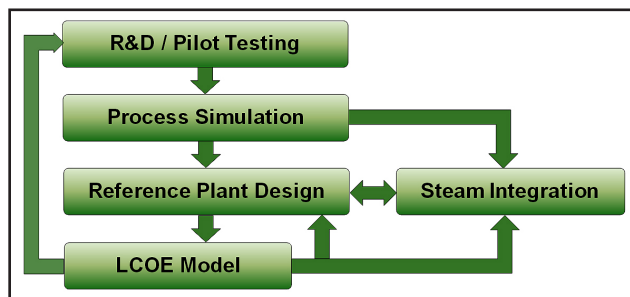 R&D / Pilot Testing
Process Simulation
Reference Plant Design
Steam Integration
LCOE Model